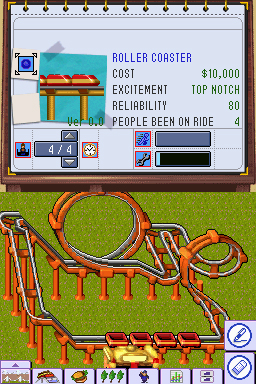 ROLLER COASTER
COST $10,000
EXCITEMENT TOP NOTCH
RELIABILITY 80
Ver 0.0 PEOPLE BEEN ON RIDE 4
4/4